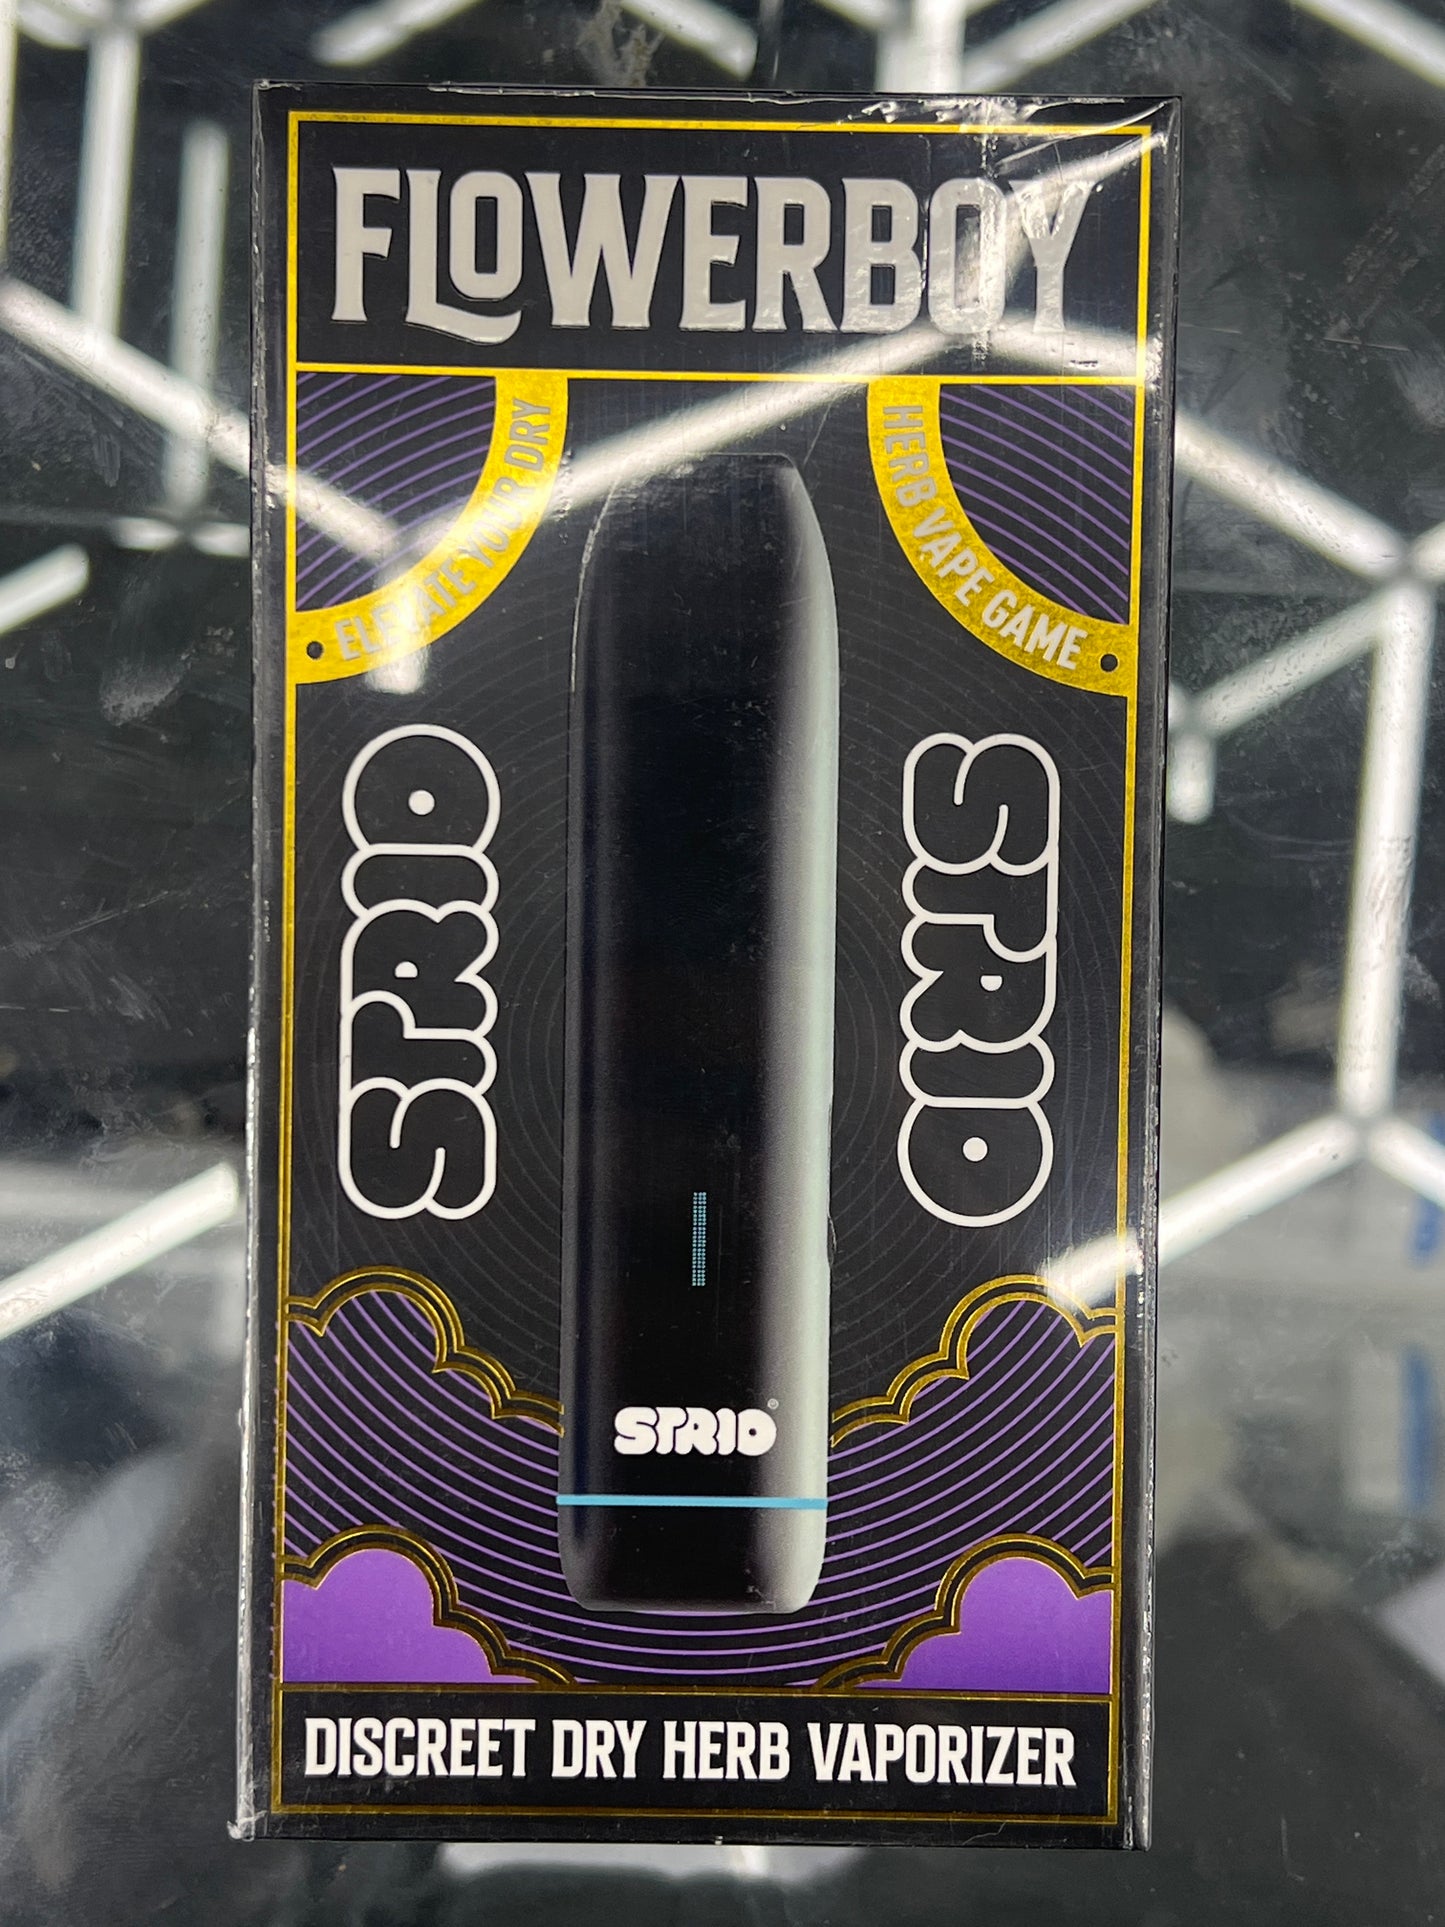 FLOWERBOY
ELEVATE YOUR DRY
HERB VAPE GAME
STRIO
STRIO
STRIO®
DISCREET DRY HERB VAPORIZER